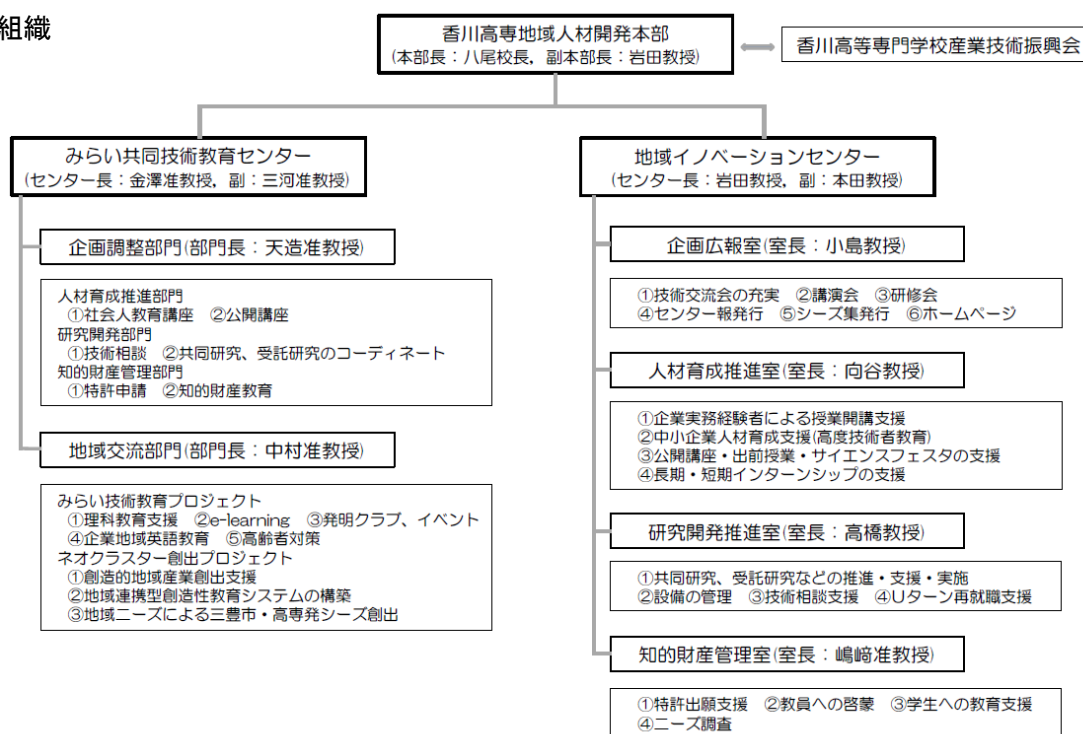 組織
香川高専地域人材開発本部
(本部長：八尾校長，副本部長：岩田教授)
香川高等専門学校産業技術振興会
みらい共同技術教育センター
(センター長：金澤准教授，副：三河准教授)
企画調整部門(部門長：天造准教授)
人材育成推進部門
①社会人教育講座　②公開講座
研究開発部門
①技術相談　②共同研究、受託研究のコーディネート
知的財産管理部門
①特許申請　②知的財産教育
地域交流部門(部門長：中村准教授)
みらい技術教育プロジェクト
①理科教育支援　②e-learning　③発明クラブ、イベント
④企業地域英語教育　⑤高齢者対策
ネオクラスター創出プロジェクト
①創造的地域産業創出支援
②地域連携型創造性教育システムの構築
③地域ニーズによる三豊市・高専発シーズ創出
地域イノベーションセンター
(センター長：岩田教授，副：本田教授)
企画広報室(室長：小島教授)
①技術交流会の充実　②講演会　③研修会
④センター報発行　⑤シーズ集発行　⑥ホームページ
人材育成推進室(室長：向谷教授)
①企業実務経験者による授業開講支援
②中小企業人材育成支援(高度技術者教育)
③公開講座・出前授業・サイエンスフェスタの支援
④長期・短期インターンシップの支援
研究開発推進室(室長：高橋教授)
①共同研究、受託研究などの推進・支援・実施
②設備の管理　③技術相談支援　④Uターン再就職支援
知的財産管理室(室長：嶋﨑准教授)
①特許出願支援　②教員への啓蒙　③学生への教育支援
④ニーズ調査